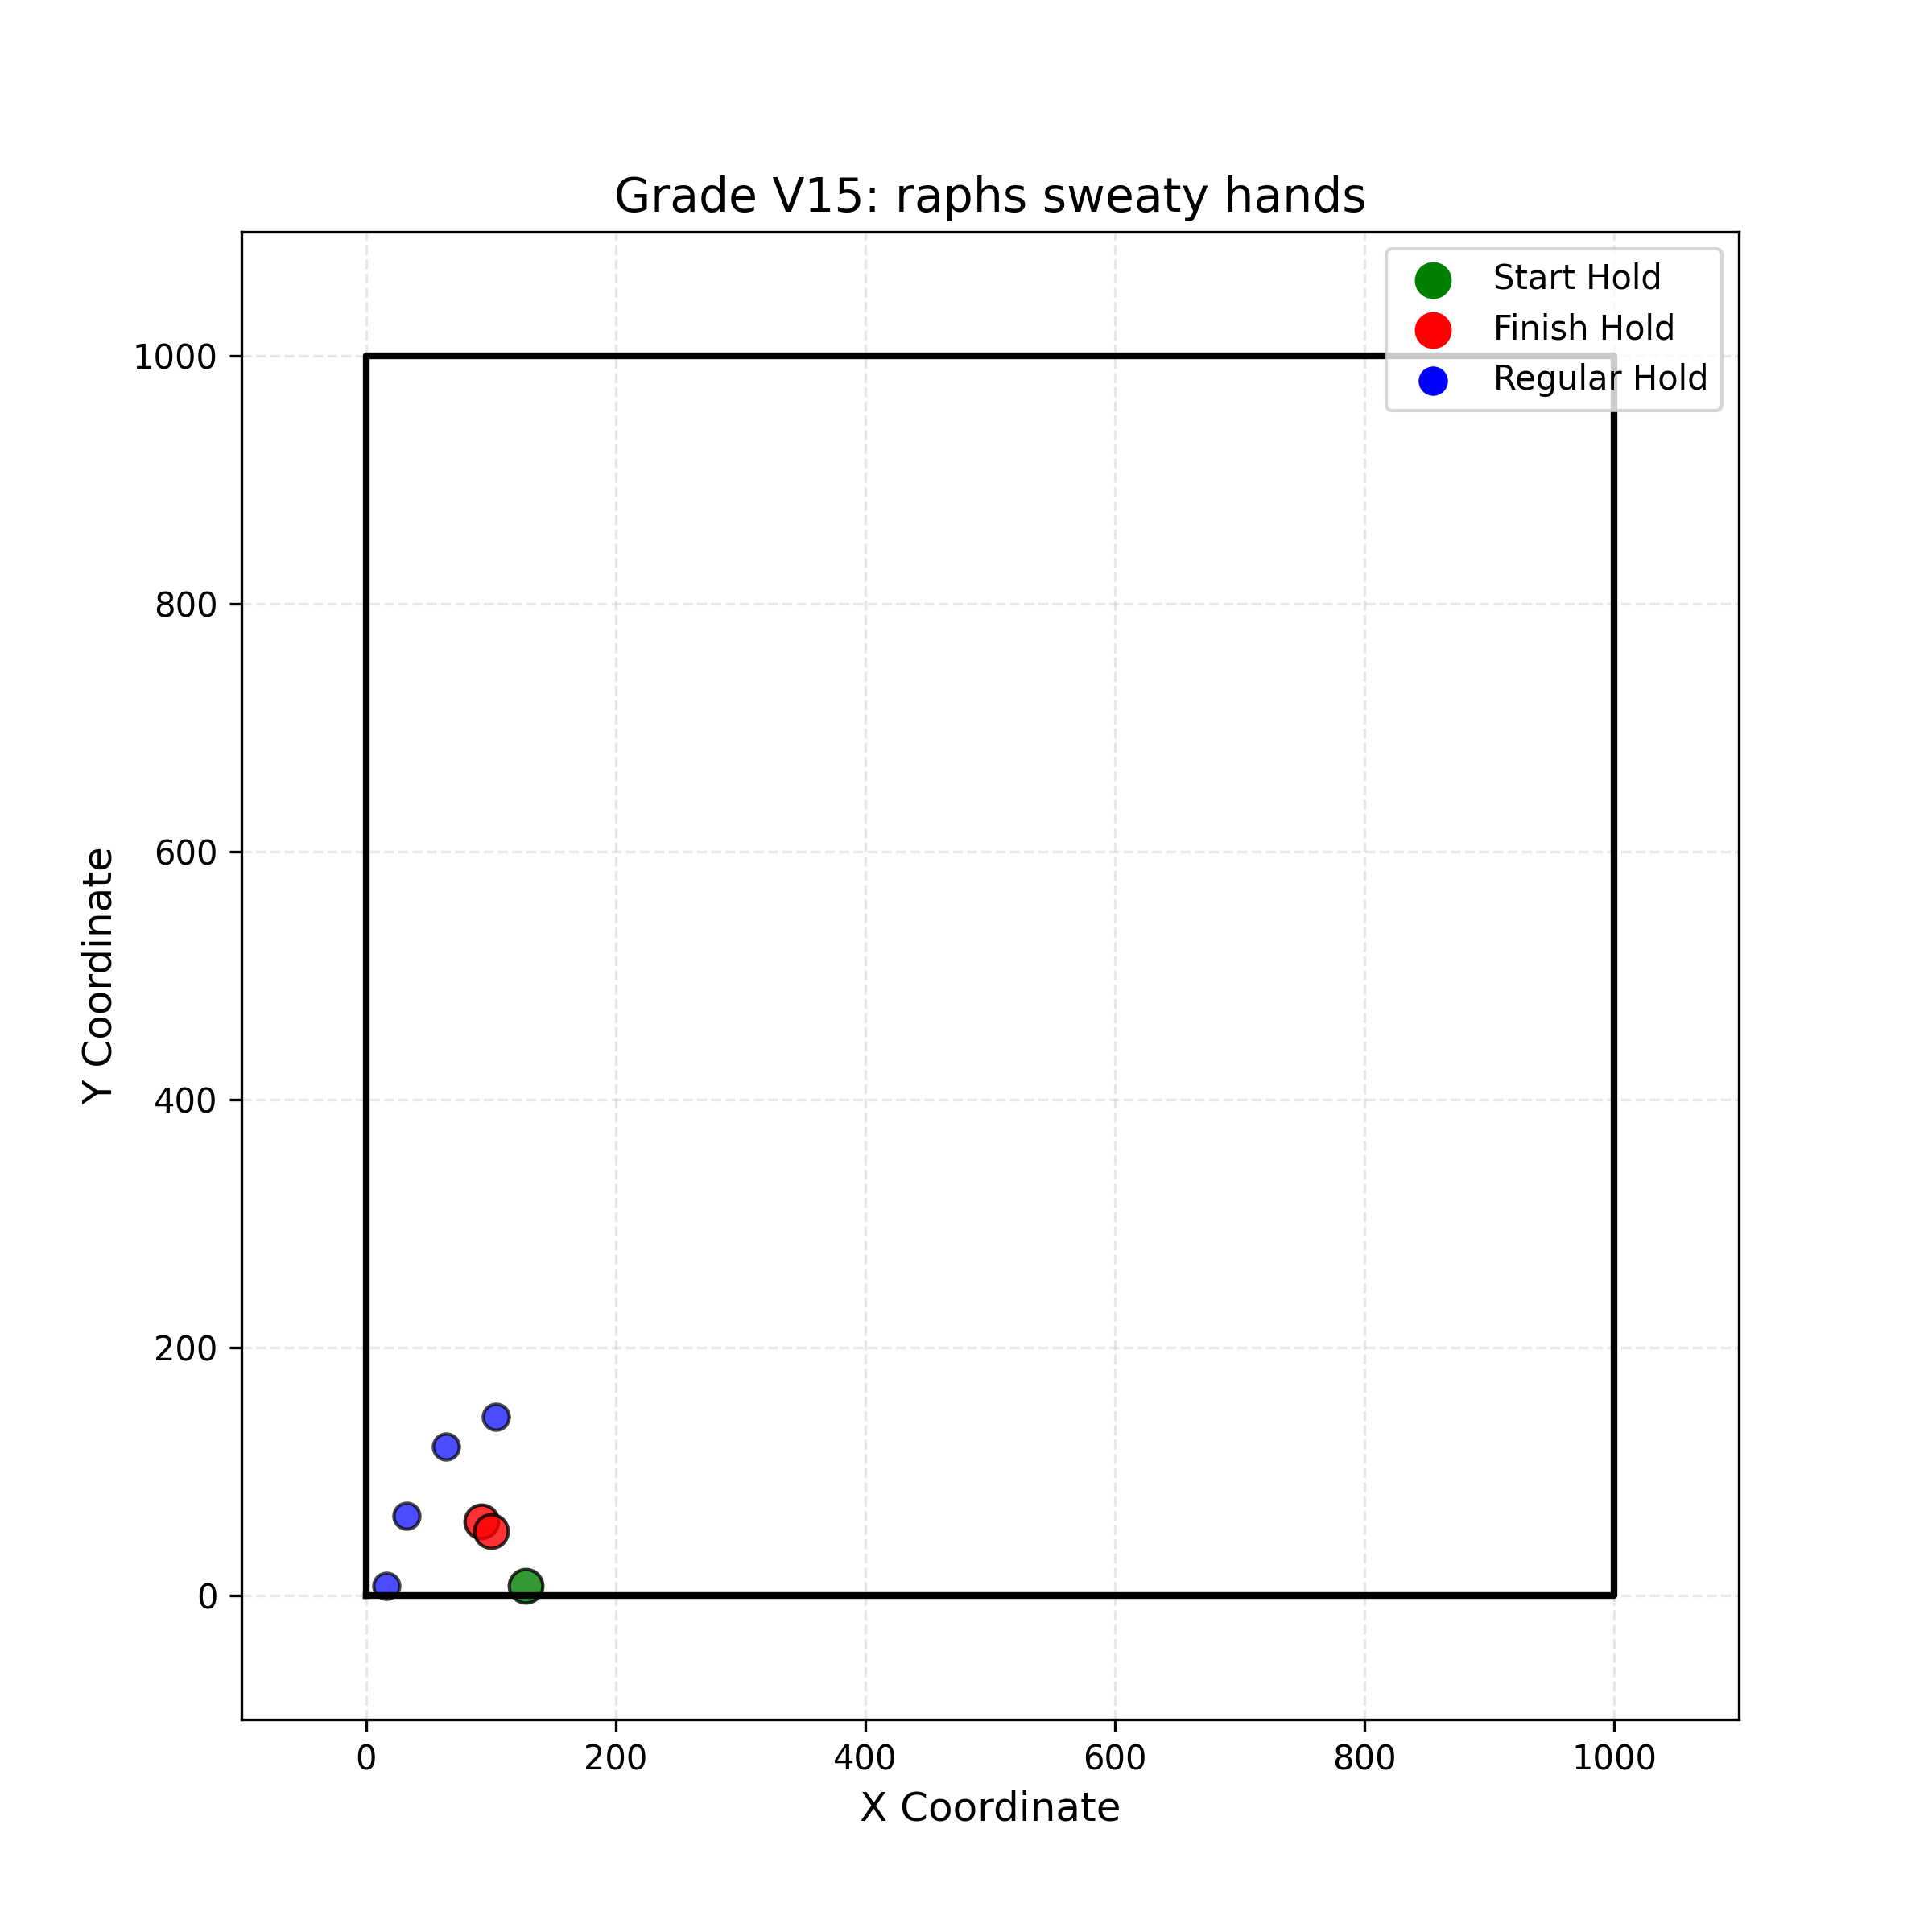 Grade V15: raphs sweaty hands
Start Hold
Finish Hold
Regular Hold
1000
800
600
400
200
0
Y Coordinate
0 200 400 600 800 1000
X Coordinate